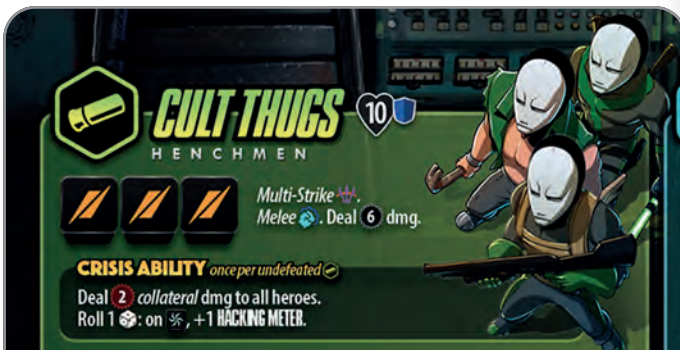 CULT THUGS
10
HENCHMEN
Multi-Strike.
Melee. Deal 6 dmg.
CRISIS ABILITY once per undefeated
Deal 2 collateral dmg to all heroes.
Roll 1: on, +1 HACKING METER.